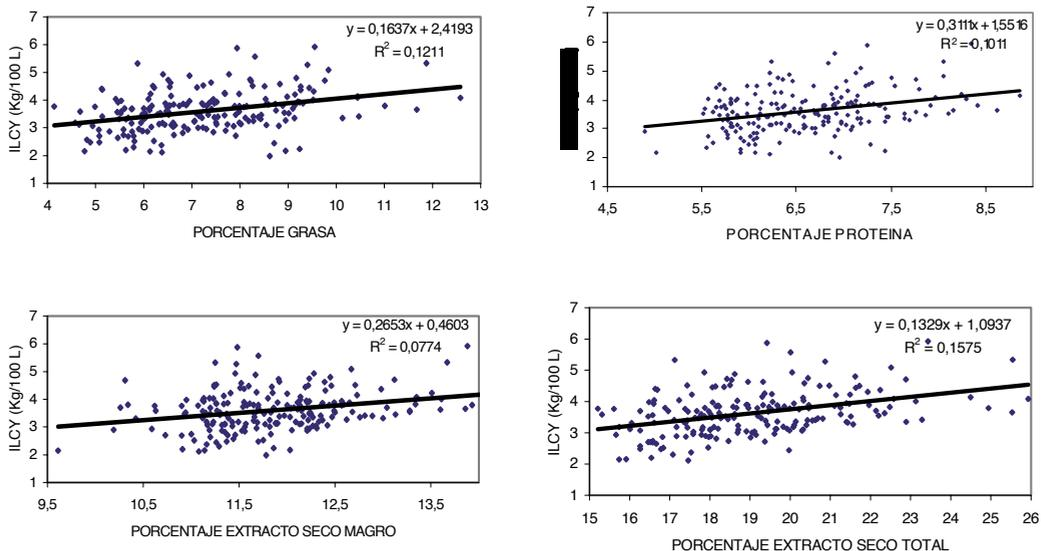 y = 0,1637x + 2,4193
R2 = 0,1211
ILCY (Kg/100 L)
7
6
5
4
3
2
1
4 5 6 7 8 9 10 11 12 13
PORCENTAJE GRASA
y = 0,3111x + 1,5516
R2 = 0,1011
7
6
5
4
3
2
1
4,5 5,5 6,5 7,5 8,5
PORCENTAJE PROTEINA
y = 0,2653x + 0,4603
R2 = 0,0774
ILCY (Kg/100 L)
7
6
5
4
3
2
1
9,5 10,5 11,5 12,5 13,5
PORCENTAJE EXTRACTO SECO MAGRO
y = 0,1329x + 1,0937
R2 = 0,1575
ILCY (Kg/100 L)
7
6
5
4
3
2
1
15 16 17 18 19 20 21 22 23 24 25 26
PORCENTAJE EXTRACTO SECO TOTAL